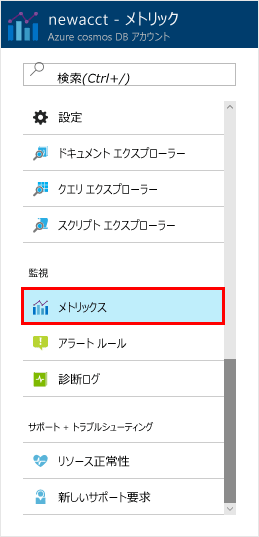 newacct - メトリック
Azure cosmos DB アカウント
検索(Ctrl+/)
設定
ドキュメント エクスプローラー
クエリ エクスプローラー
スクリプト エクスプローラー
監視
メトリックス
アラート ルール
診断ログ
サポート + トラブルシューティング
リソース正常性
新しいサポート要求